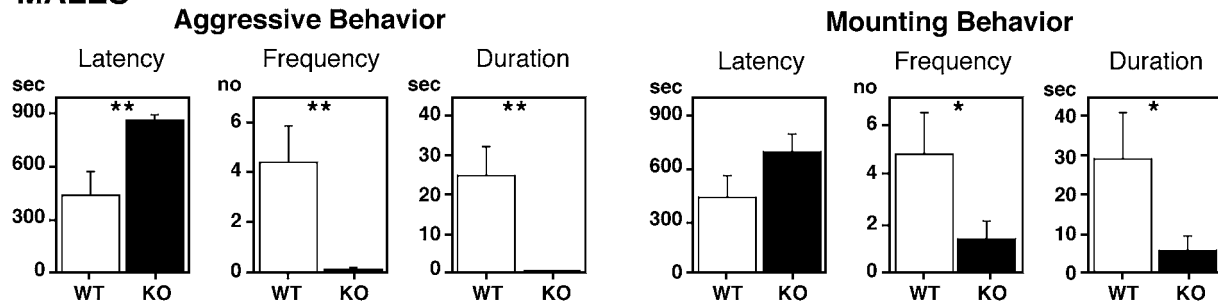 Aggressive Behavior
Mounting Behavior
Latency Frequency Duration
Latency Frequency Duration
sec 900 600 300 0 ** WT KO
no 6 4 2 0 ** WT KO
sec 40 30 20 10 0 ** WT KO
sec 900 600 300 0 WT KO
no 6 4 2 0 * WT KO
sec 40 30 20 10 0 * WT KO